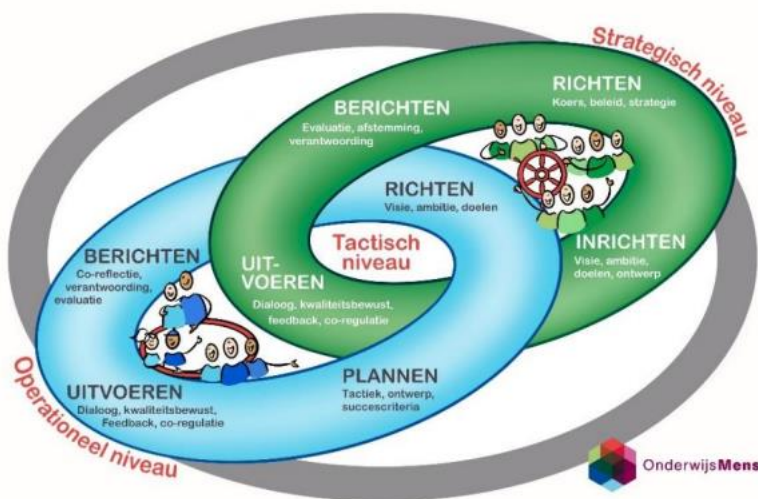 Strategisch niveau
RICHTEN
Koers, beleid, strategie
BERICHTEN
Evaluatie, afstemming,
verantwoording
RICHTEN
Visie, ambitie, doelen
Tactisch
niveau
INRICHTEN
Visie, ambitie,
doelen, ontwerp
BERICHTEN
Co-reflectie,
verantwoording,
evaluatie
UIT-
VOEREN
Dialoog, kwaliteitsbewust,
feedback, co-regulatie
UITVOEREN
Dialoog, kwaliteitsbewust,
Feedback, co-regulatie
PLANNEN
Tactiek, ontwerp,
succescriteria
Operationeel niveau
OnderwijsMens